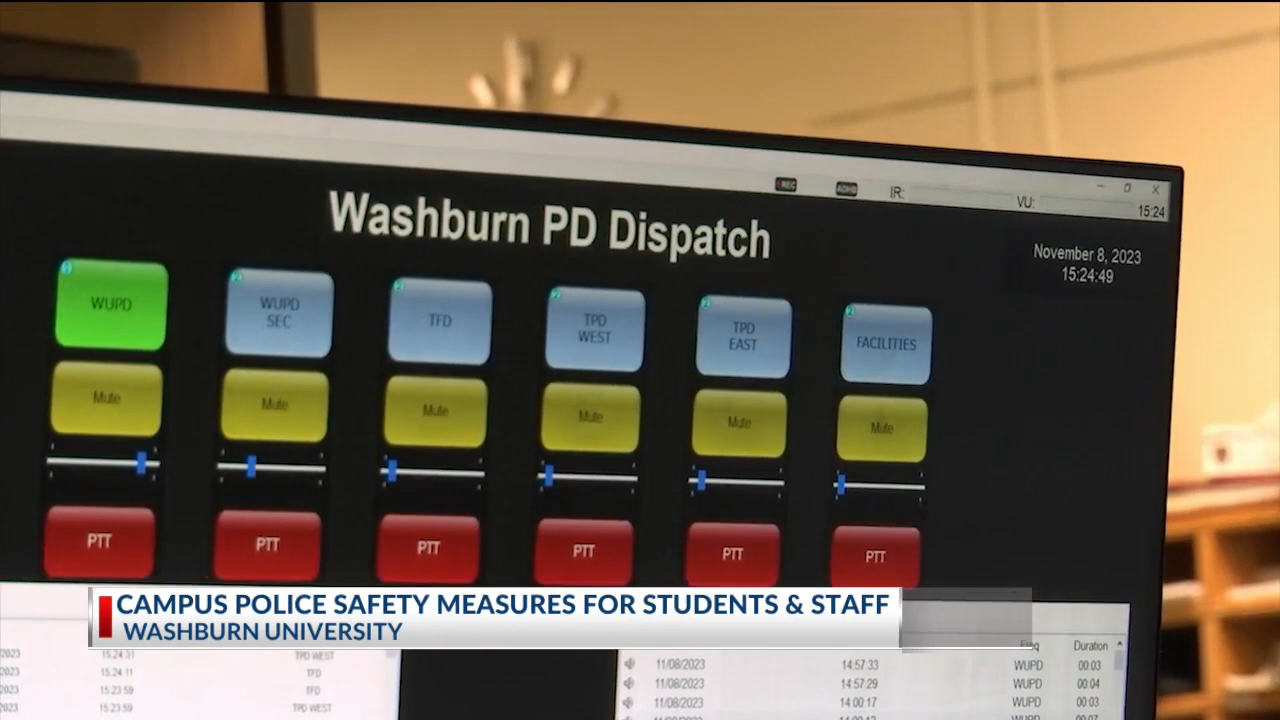 REC
IR:
VU:
15:24
Washburn PD Dispatch
November 8, 2023
15:24:49
WUPD
WUPD
SEC
TFD
TPD
WEST
TPD
EAST
FACILITIES
Mute
Mute
Mute
Mute
Mute
Mute
PTT
PTT
PTT
PTT
PTT
PTT
CAMPUS POLICE SAFETY MEASURES FOR STUDENTS & STAFF
WASHBURN UNIVERSITY
Duration
2023 15:24:31 TPD WEST
2023 15:24:11 TFD
2023 15:23:59 TFD
2023 15:23:59 TPD WEST
11/08/2023 14:57:33 WUPD 00:03
11/08/2023 14:57:29 WUPD 00:04
11/08/2023 14:00:17 WUPD 00:03